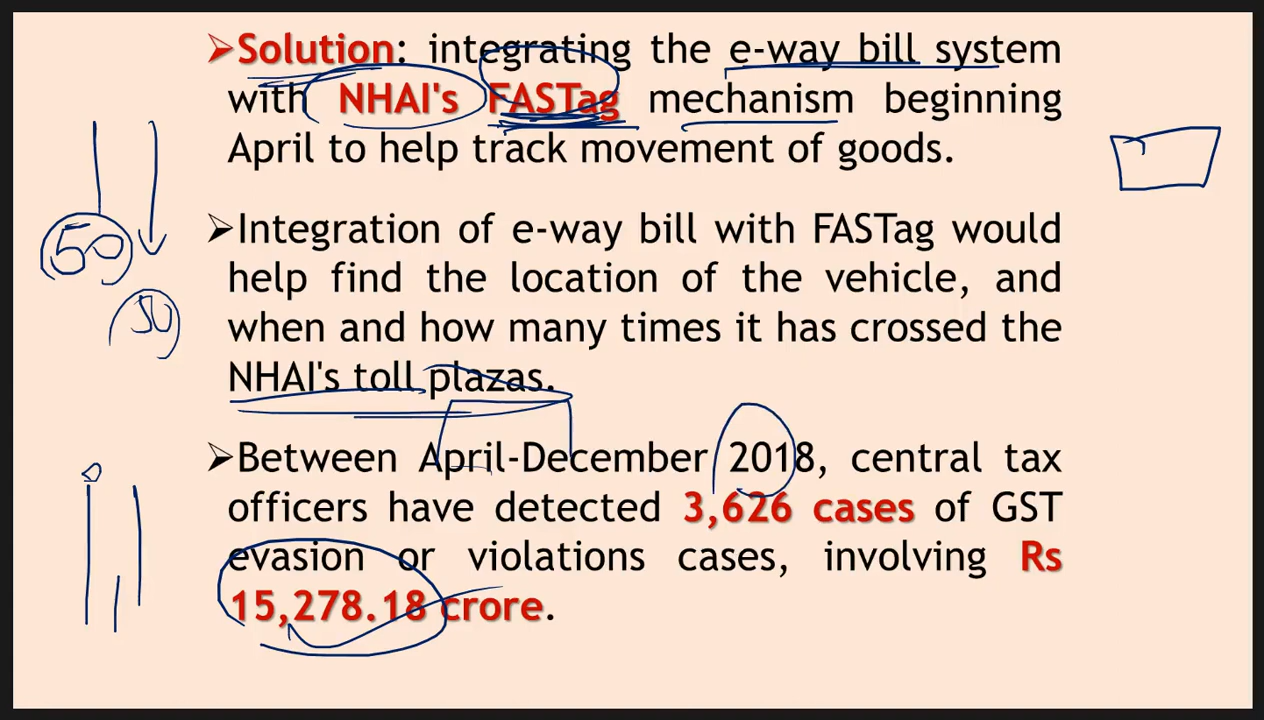 ➢Solution: integrating the e-way bill system
with NHAI's FASTag mechanism beginning
April to help track movement of goods.
50
50
➢Integration of e-way bill with FASTag would
help find the location of the vehicle, and
when and how many times it has crossed the
NHAI's toll plazas.
➢Between April-December 2018, central tax
officers have detected 3,626 cases of GST
evasion or violations cases, involving Rs
15,278.18 crore.